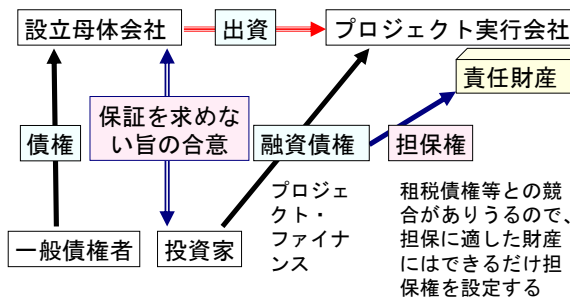 設立母体会社
出資
プロジェクト実行会社
責任財産
保証を求めな
い旨の合意
債権
融資債権
担保権
プロジェ
クト・
ファイナ
ンス
租税債権等との競
合がありうるので、
担保に適した財産
にはできるだけ担
保権を設定する
一般債権者
投資家